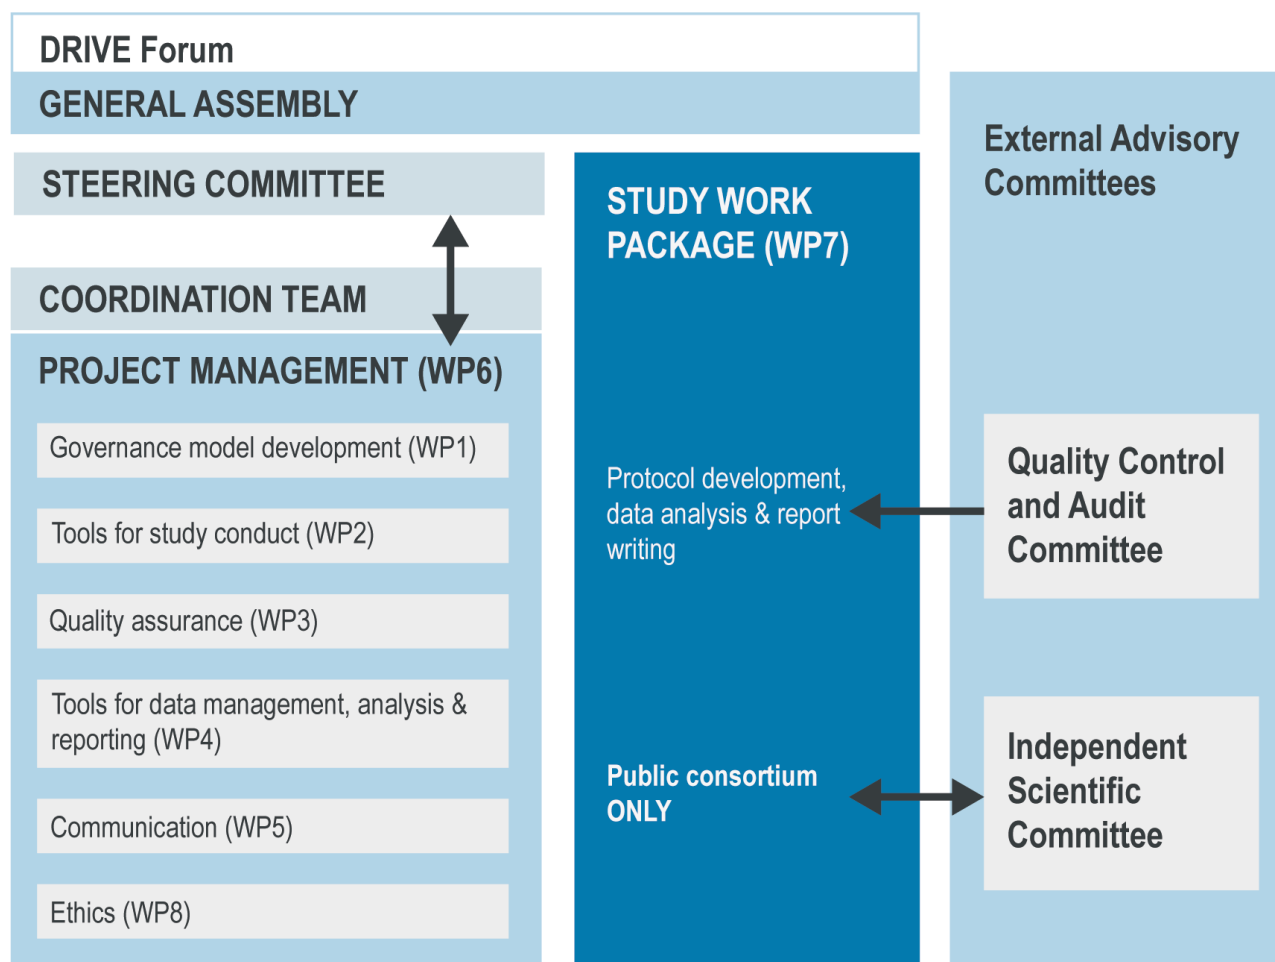 DRIVE Forum
GENERAL ASSEMBLY
STEERING COMMITTEE
COORDINATION TEAM
PROJECT MANAGEMENT (WP6)
Governance model development (WP1)
Tools for study conduct (WP2)
Quality assurance (WP3)
Tools for data management, analysis &
reporting (WP4)
Communication (WP5)
Ethics (WP8)
STUDY WORK
PACKAGE (WP7)
Protocol development,
data analysis & report
writing
Public consortium
ONLY
External Advisory
Committees
Quality Control
and Audit
Committee
Independent
Scientific
Committee